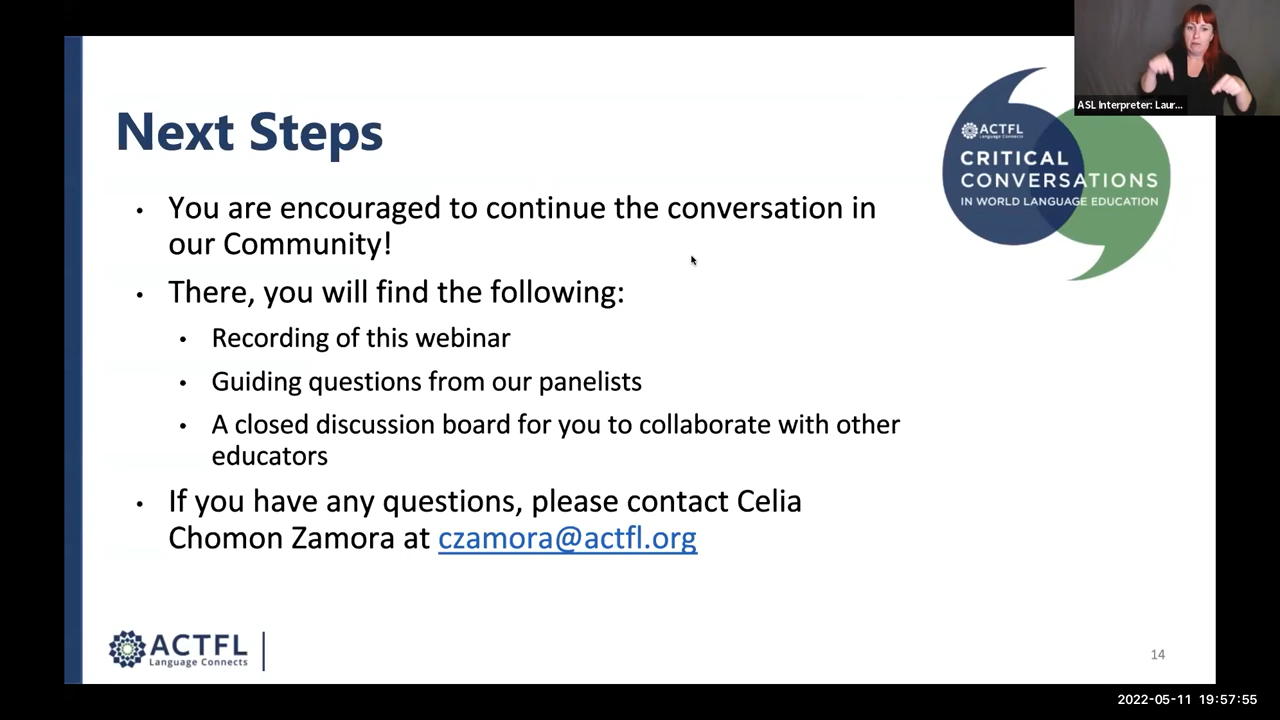 ASL Interpreter: Laur...
Next Steps
ACTFL
Language Connects
CRITICAL
CONVERSATIONS
IN WORLD LANGUAGE EDUCATION
• You are encouraged to continue the conversation in
our Community!
• There, you will find the following:
• Recording of this webinar
• Guiding questions from our panelists
• A closed discussion board for you to collaborate with other
educators
• If you have any questions, please contact Celia
Chomon Zamora at czamora@actfl.org
ACTFL
Language Connects
14
2022-05-11 19:57:55